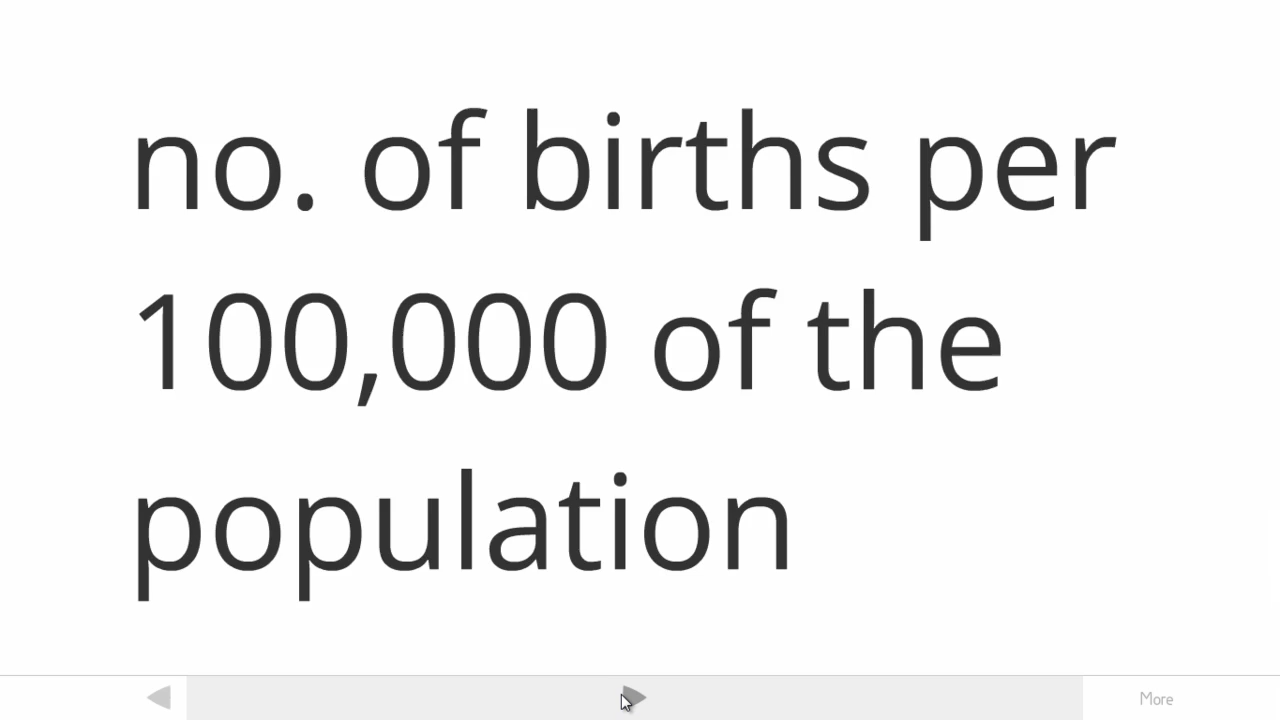 no. of births per
100,000 of the
population
More